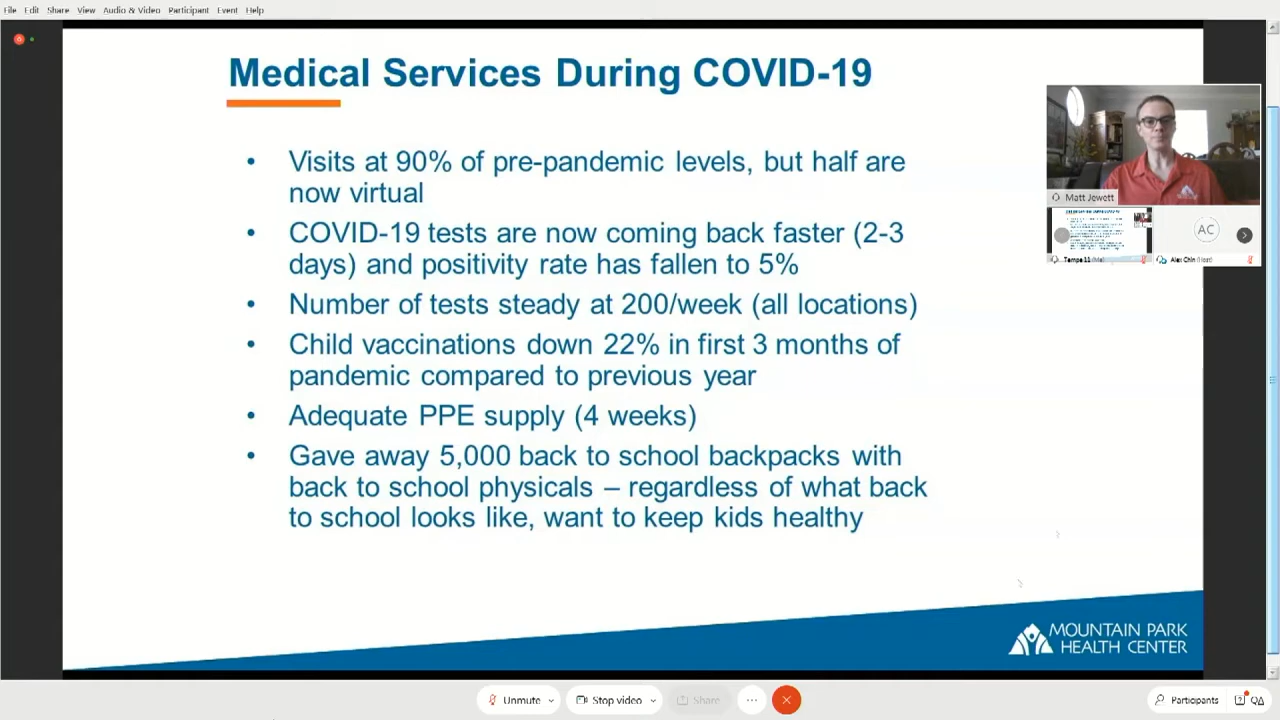 File Edit Share View Audio & Video Participant Event Help
Medical Services During COVID-19
• Visits at 90% of pre-pandemic levels, but half are
now virtual
• COVID-19 tests are now coming back faster (2-3
days) and positivity rate has fallen to 5%
• Number of tests steady at 200/week (all locations)
• Child vaccinations down 22% in first 3 months of
pandemic compared to previous year
• Adequate PPE supply (4 weeks)
• Gave away 5,000 back to school backpacks with
back to school physicals – regardless of what back
to school looks like, want to keep kids healthy
Matt Jewett
AC
Alex Chin (Host)
MOUNTAIN PARK
HEALTH CENTER
Unmute Stop video Share Participants QA